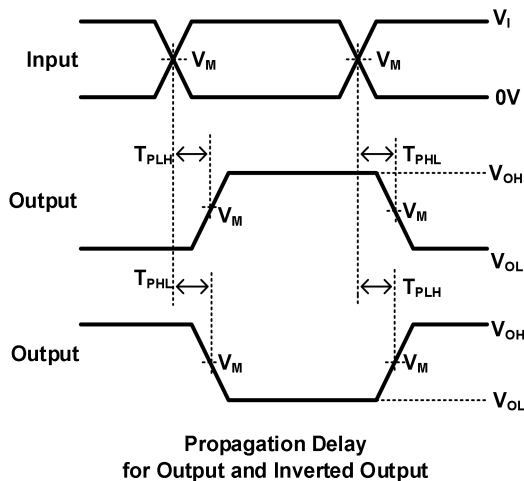 VI
Input
VM
VM
0V
TPLH
TPHL
VOH
Output
VM
VM
VOL
TPHL
TPLH
VOH
Output
VM
VM
VOL
Propagation Delay
for Output and Inverted Output